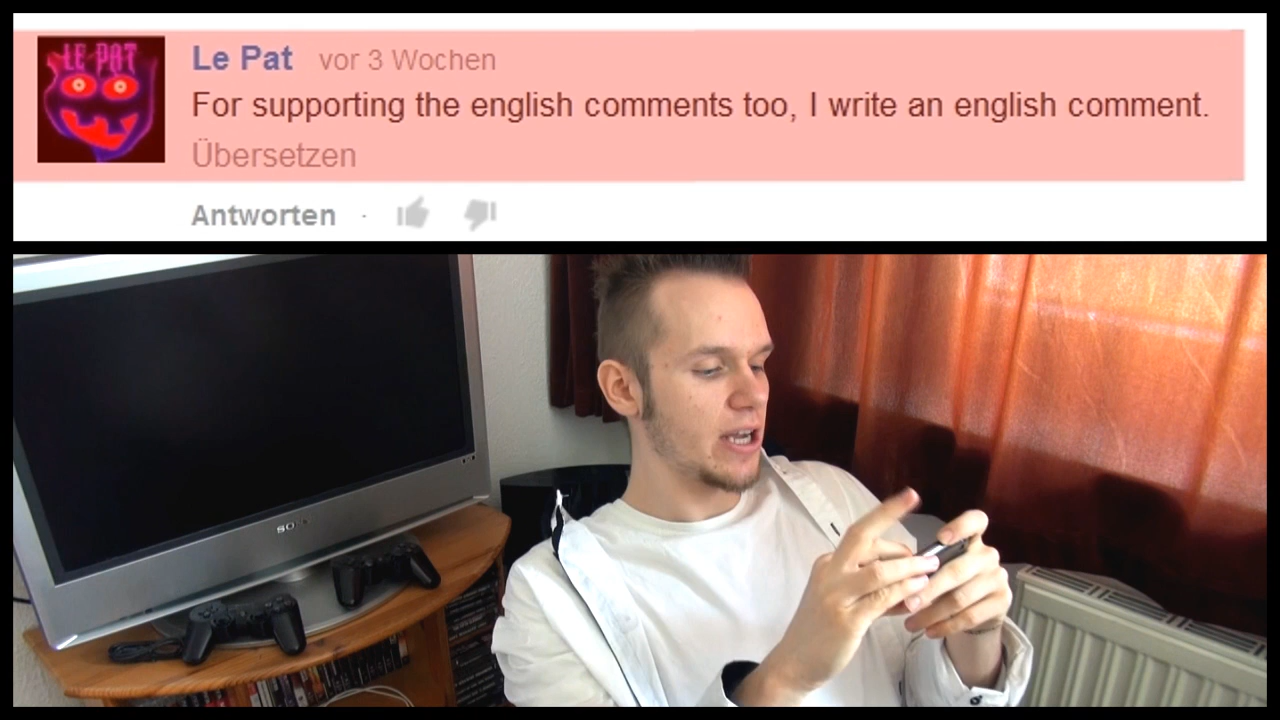 LE PAT
Le Pat vor 3 Wochen
For supporting the english comments too, I write an english comment.
Übersetzen
Antworten ·
SONY